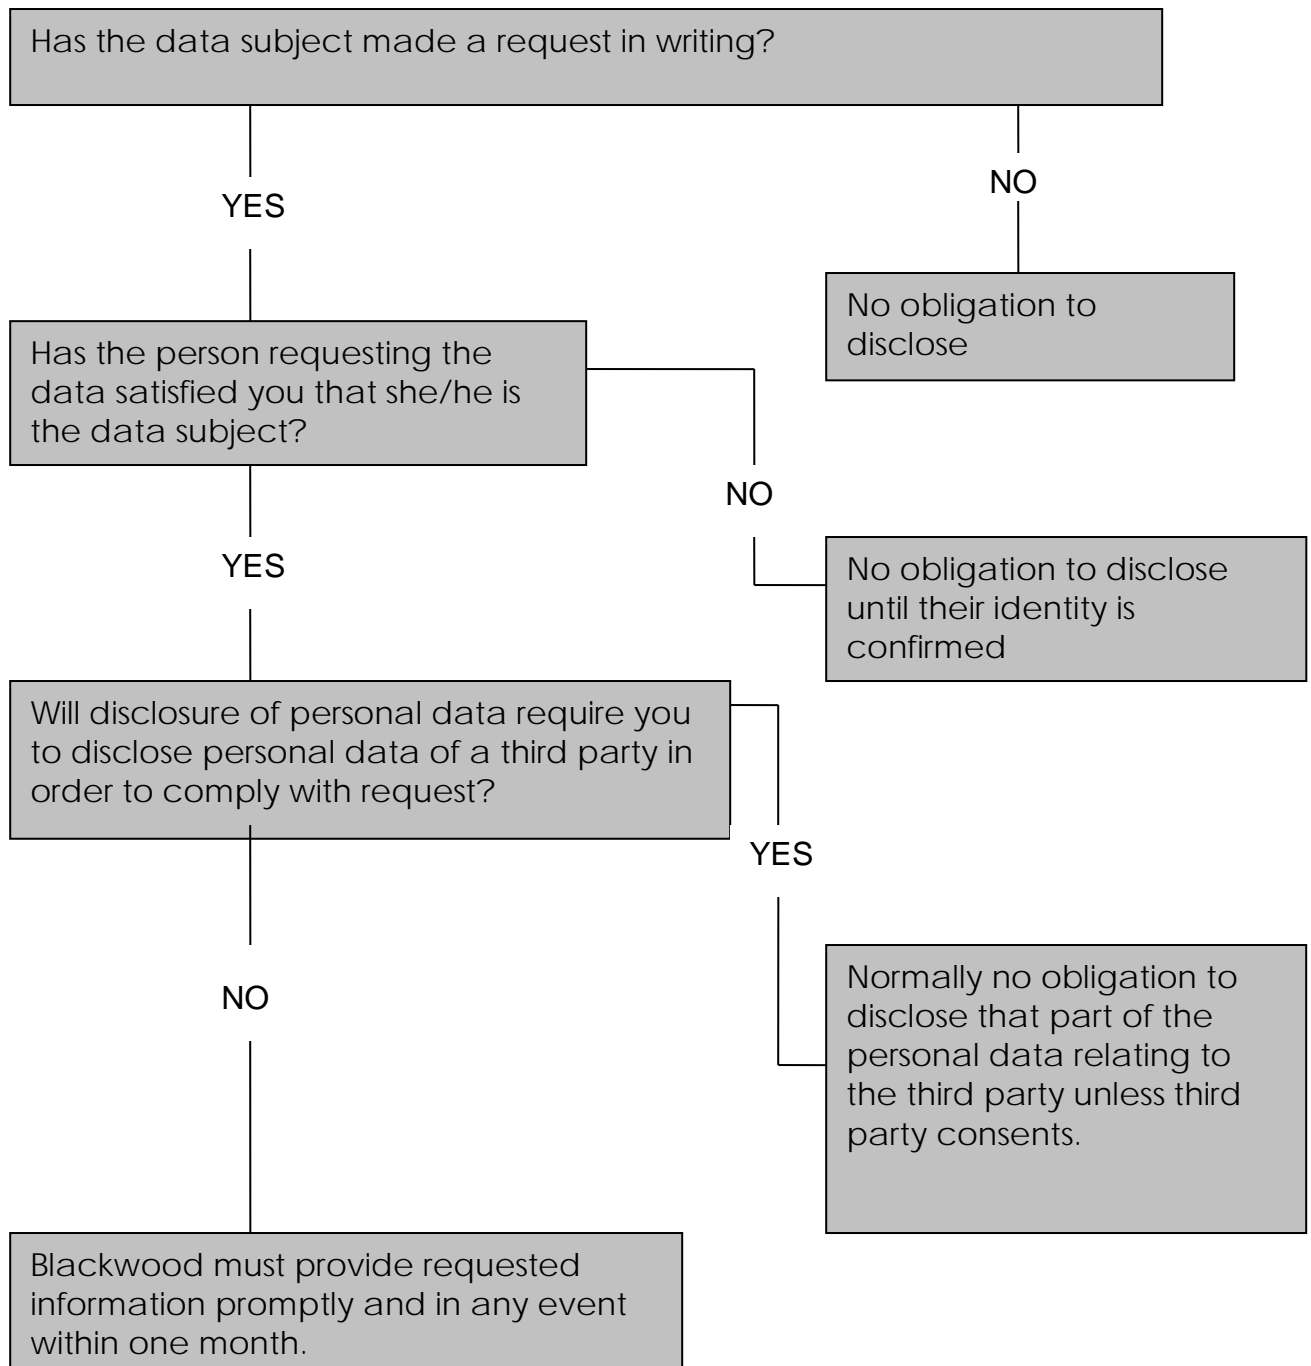 Has the data subject made a request in writing?
YES
NO
No obligation to
disclose
Has the person requesting the
data satisfied you that she/he is
the data subject?
NO
YES
No obligation to disclose
until their identity is
confirmed
Will disclosure of personal data require you
to disclose personal data of a third party in
order to comply with request?
YES
NO
Normally no obligation to
disclose that part of the
personal data relating to
the third party unless third
party consents.
Blackwood must provide requested
information promptly and in any event
within one month.